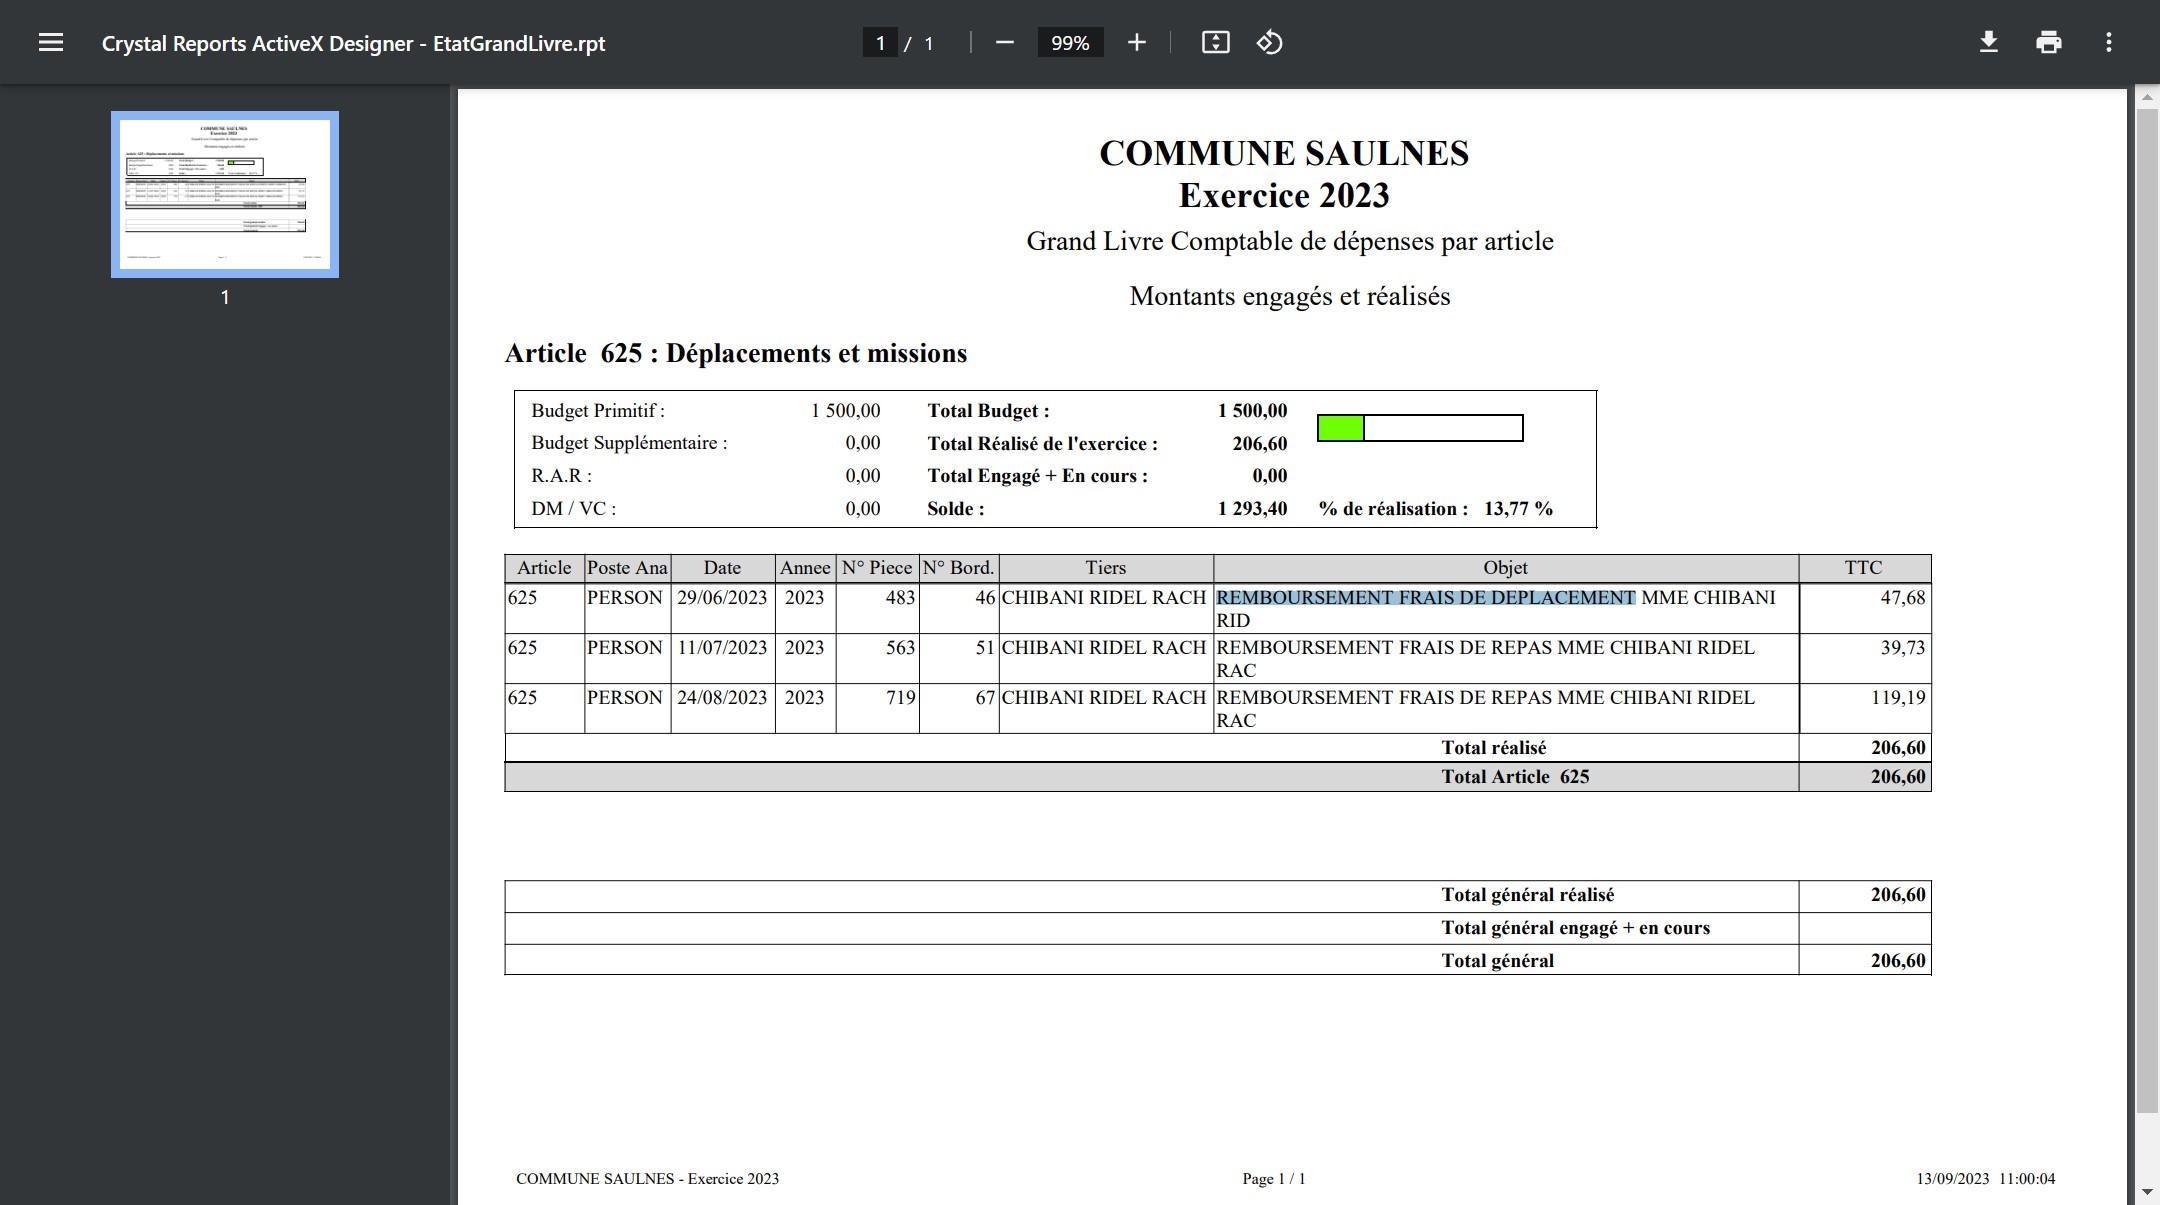 Crystal Reports ActiveX Designer - EtatGrandLivre.rpt
1 / 1
99%
1
COMMUNE SAULNES
Exercice 2023
Grand Livre Comptable de dépenses par article
Montants engagés et réalisés
Article 625 : Déplacements et missions
Budget Primitif : 1 500,00 Total Budget : 1 500,00
Budget Supplémentaire : 0,00 Total Réalisé de l'exercice : 206,60
R.A.R : 0,00 Total Engagé + En cours : 0,00
DM / VC : 0,00 Solde : 1 293,40 % de réalisation : 13,77 %
Article Poste Ana Date Annee N° Piece N° Bord. Tiers Objet TTC
625 PERSON 29/06/2023 2023 483 46 CHIBANI RIDEL RACH REMBOURSEMENT FRAIS DE DEPLACEMENT MME CHIBANI 47,68
RID
625 PERSON 11/07/2023 2023 563 51 CHIBANI RIDEL RACH REMBOURSEMENT FRAIS DE REPAS MME CHIBANI RIDEL 39,73
RAC
625 PERSON 24/08/2023 2023 719 67 CHIBANI RIDEL RACH REMBOURSEMENT FRAIS DE REPAS MME CHIBANI RIDEL 119,19
RAC
Total réalisé 206,60
Total Article 625 206,60
Total général réalisé 206,60
Total général engagé + en cours
Total général 206,60
COMMUNE SAULNES - Exercice 2023 Page 1 / 1 13/09/2023 11:00:04